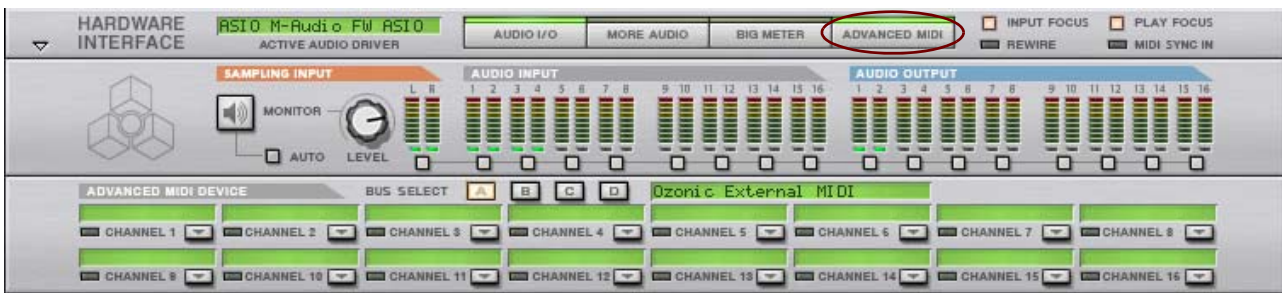 HARDWARE INTERFACE
ASIO M-Audio FW ASIO
ACTIVE AUDIO DRIVER
AUDIO I/O MORE AUDIO BIG METER ADVANCED MIDI
INPUT FOCUS PLAY FOCUS
REWIRE MIDI SYNC IN
SAMPLING INPUT AUDIO INPUT AUDIO OUTPUT
L R 1 2 3 4 5 6 7 8 9 10 11 12 13 14 15 16 1 2 3 4 5 6 7 8 9 10 11 12 13 14 15 16
MONITOR
AUTO LEVEL
ADVANCED MIDI DEVICE BUS SELECT A B C D Ozonic External MIDI
CHANNEL 1 CHANNEL 2 CHANNEL 3 CHANNEL 4 CHANNEL 5 CHANNEL 6 CHANNEL 7 CHANNEL 8
CHANNEL 9 CHANNEL 10 CHANNEL 11 CHANNEL 12 CHANNEL 13 CHANNEL 14 CHANNEL 15 CHANNEL 16